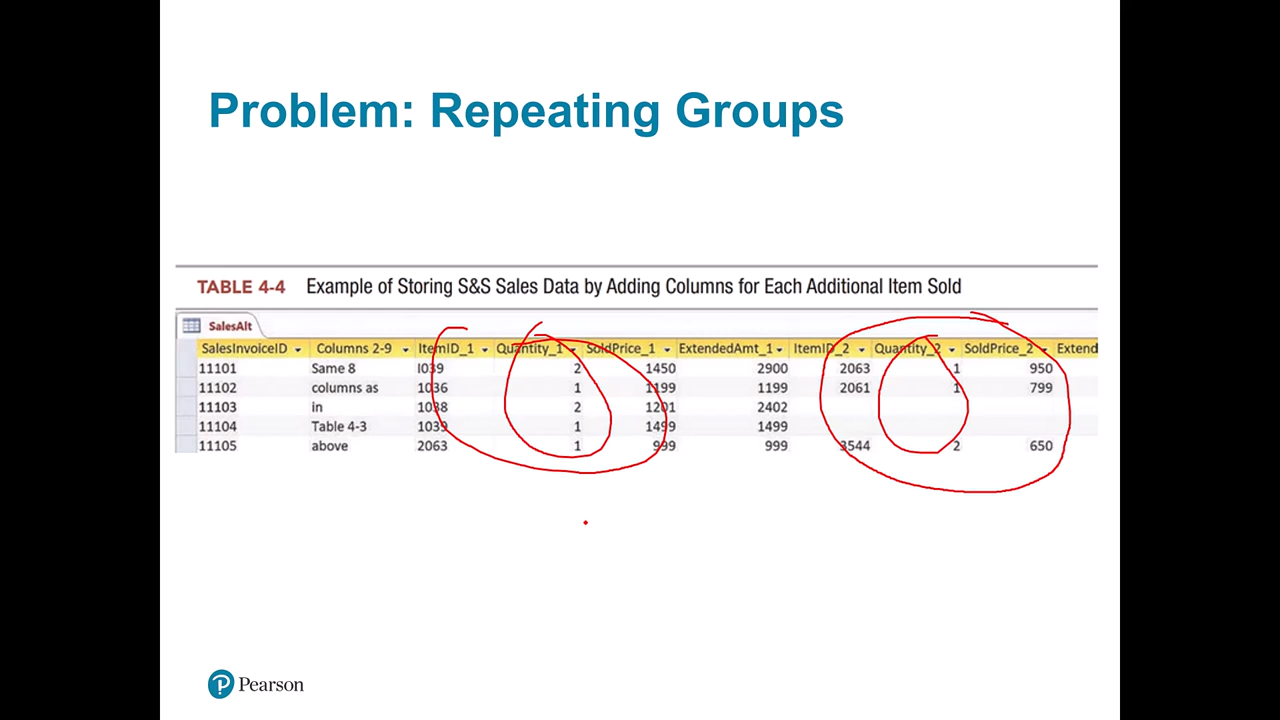 Problem: Repeating Groups
TABLE 4-4 Example of Storing S&S Sales Data by Adding Columns for Each Additional Item Sold
SalesAlt
SalesInvoiceID Columns 2-9 ItemID_1 Quantity_1 SoldPrice_1 ExtendedAmt_1 ItemID_2 Quantity_2 SoldPrice_2 Extend
11101 Same 8 I039 2 1450 2900 2063 1 950
11102 columns as 1036 1 1199 1199 2061 1 799
11103 in 1038 2 1201 2402
11104 Table 4-3 1039 1 1499 1499
11105 above 2063 1 999 999 3544 2 650
P Pearson